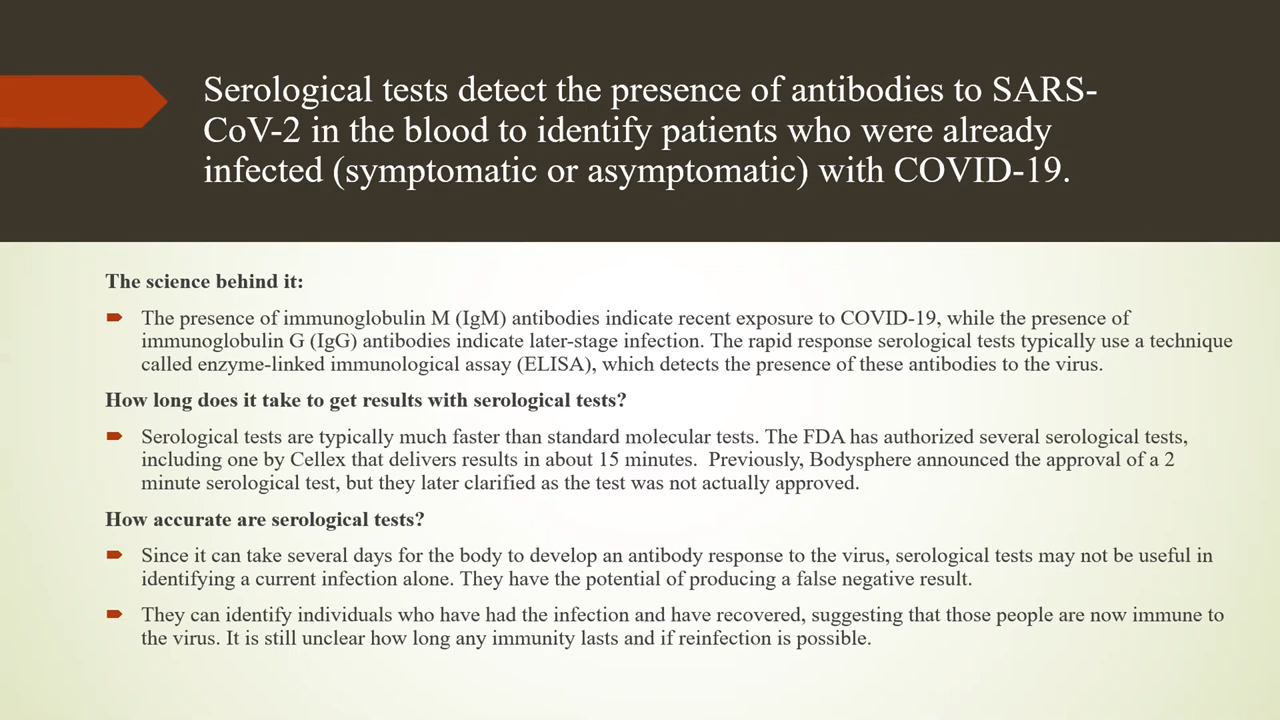 Serological tests detect the presence of antibodies to SARS-
CoV-2 in the blood to identify patients who were already
infected (symptomatic or asymptomatic) with COVID-19.
The science behind it:
The presence of immunoglobulin M (IgM) antibodies indicate recent exposure to COVID-19, while the presence of
immunoglobulin G (IgG) antibodies indicate later-stage infection. The rapid response serological tests typically use a technique
called enzyme-linked immunological assay (ELISA), which detects the presence of these antibodies to the virus.
How long does it take to get results with serological tests?
Serological tests are typically much faster than standard molecular tests. The FDA has authorized several serological tests,
including one by Cellex that delivers results in about 15 minutes.  Previously, Bodysphere announced the approval of a 2
minute serological test, but they later clarified as the test was not actually approved.
How accurate are serological tests?
Since it can take several days for the body to develop an antibody response to the virus, serological tests may not be useful in
identifying a current infection alone. They have the potential of producing a false negative result.
They can identify individuals who have had the infection and have recovered, suggesting that those people are now immune to
the virus. It is still unclear how long any immunity lasts and if reinfection is possible.